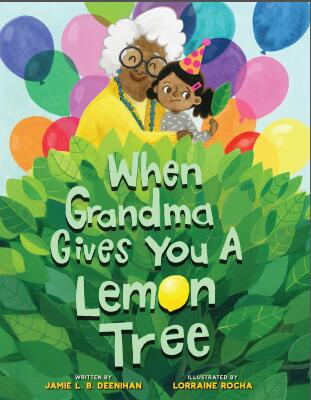 When
Grandma
Gives You A
Lemon
Tree
WRITTEN BY
JAMIE L. B. DEENIHAN
ILLUSTRATED BY
LORRAINE ROCHA